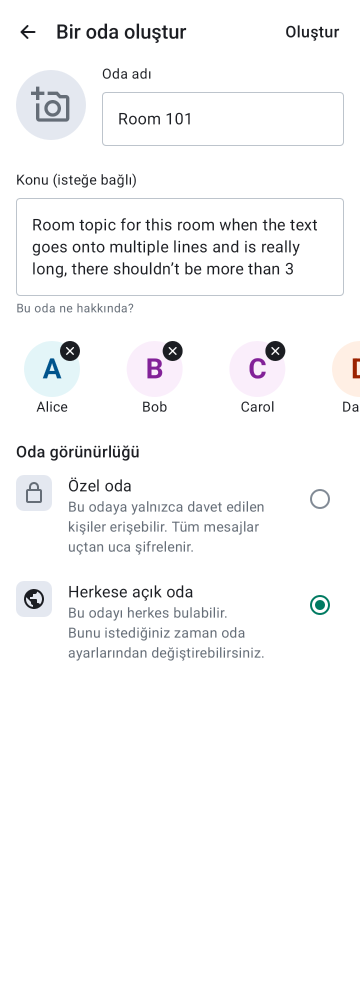 Bir oda oluştur
Oluştur
Oda adı
Room 101
Konu (isteğe bağlı)
Room topic for this room when the text
goes onto multiple lines and is really
long, there shouldn’t be more than 3
Bu oda ne hakkında?
A
B
C
Alice
Bob
Carol
Da
Oda görünürlüğü
Özel oda
Bu odaya yalnızca davet edilen
kişiler erişebilir. Tüm mesajlar
uçtan uca şifrelenir.
Herkese açık oda
Bu odayı herkes bulabilir.
Bunu istediğiniz zaman oda
ayarlarından değiştirebilirsiniz.